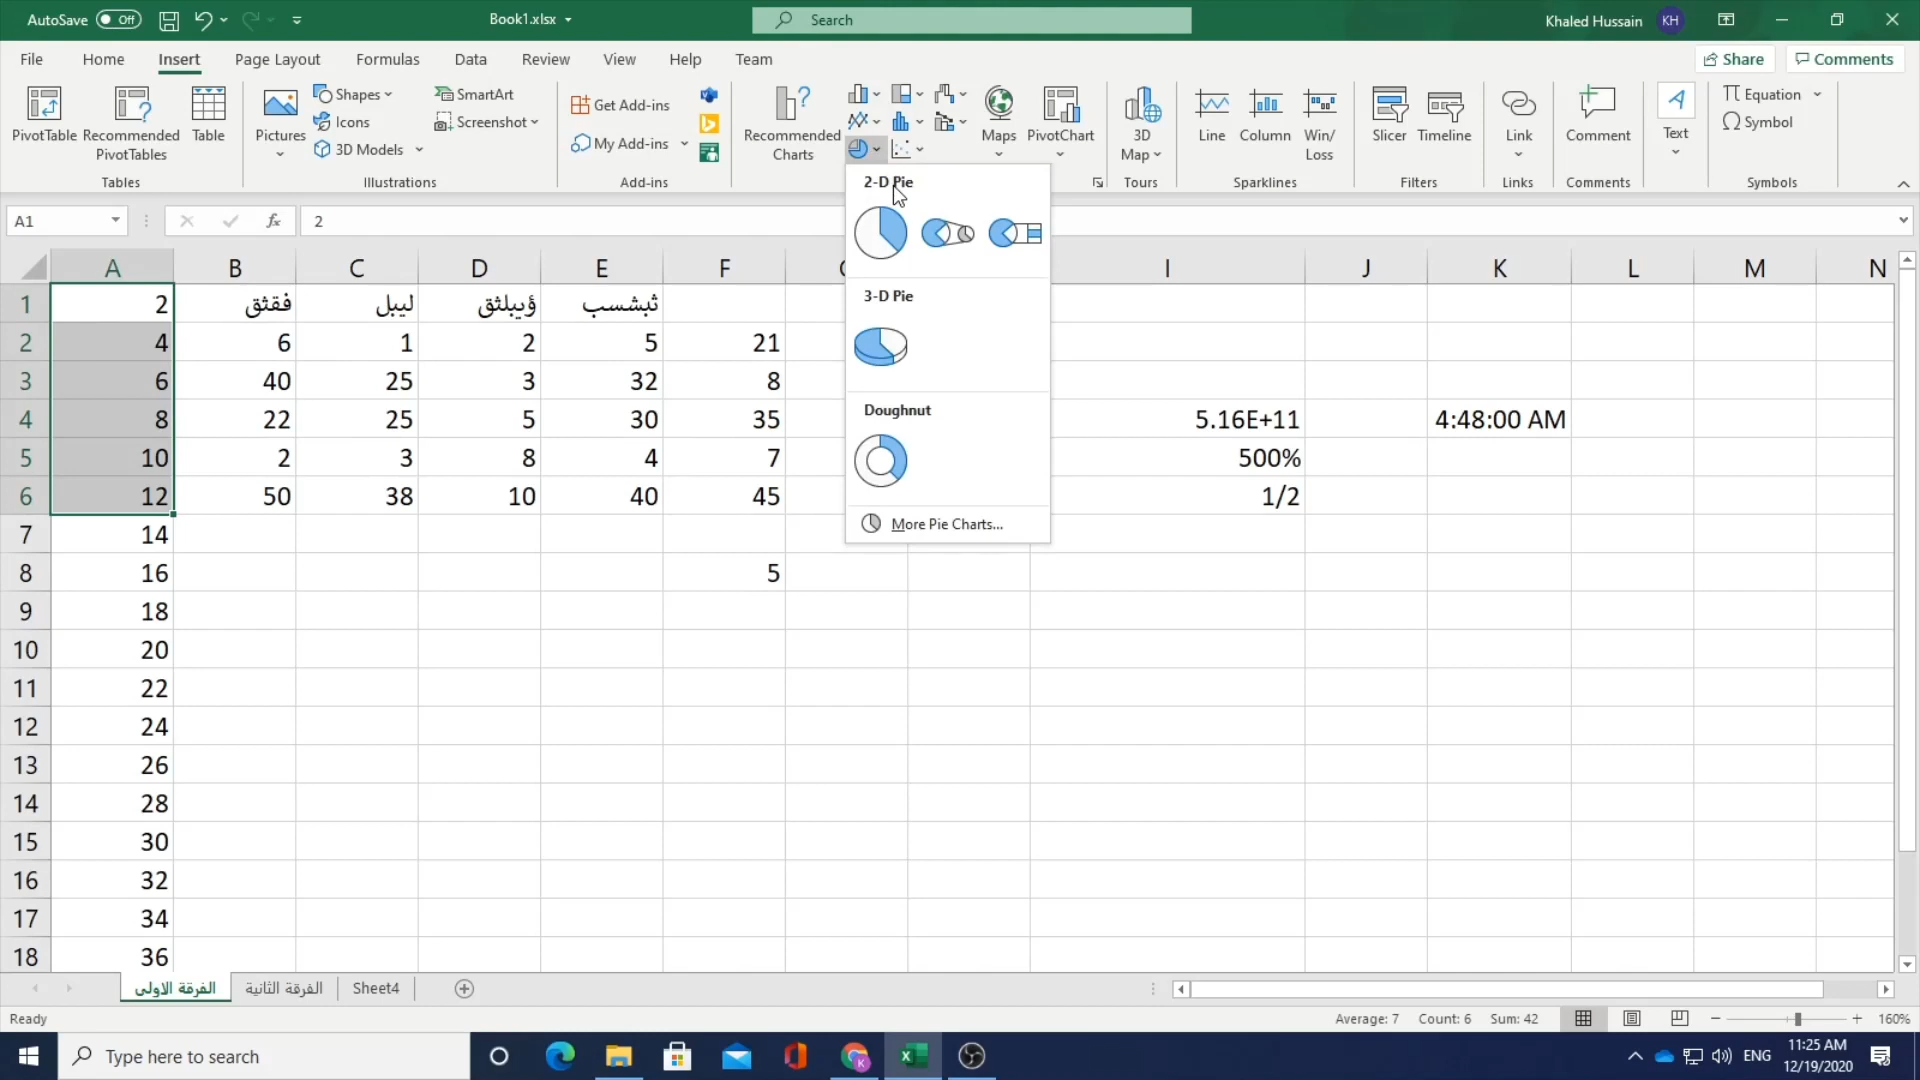 AutoSave Off Book1.xlsx Search Khaled Hussain KH
File Home Insert Page Layout Formulas Data Review View Help Team Share Comments
PivotTable
Recommended PivotTables
Table
Tables
Pictures
Shapes
Icons
3D Models
SmartArt
Screenshot
Illustrations
Get Add-ins
My Add-ins
Add-ins
Recommended Charts
Maps
PivotChart
3D Map
Tours
Line
Column
Win/Loss
Sparklines
Slicer
Timeline
Filters
Link
Links
Comment
Comments
Text
Equation
Symbol
Symbols
A1 fx 2
2-D Pie
3-D Pie
Doughnut
More Pie Charts...
A B C D E F I J K L M N
1 2 فقثق ليبل ؤيبلثق ثبشسب
2 4 6 1 2 5 21
3 6 40 25 3 32 8
4 8 22 25 5 30 35 5.16E+11 4:48:00 AM
5 10 2 3 8 4 7 500%
6 12 50 38 10 40 45 1/2
7 14
8 16 5
9 18
10 20
11 22
12 24
13 26
14 28
15 30
16 32
17 34
18 36
الفرقة الاولى الفرقة الثانية Sheet4
Ready Average: 7 Count: 6 Sum: 42 160%
Type here to search ENG 11:25 AM
12/19/2020